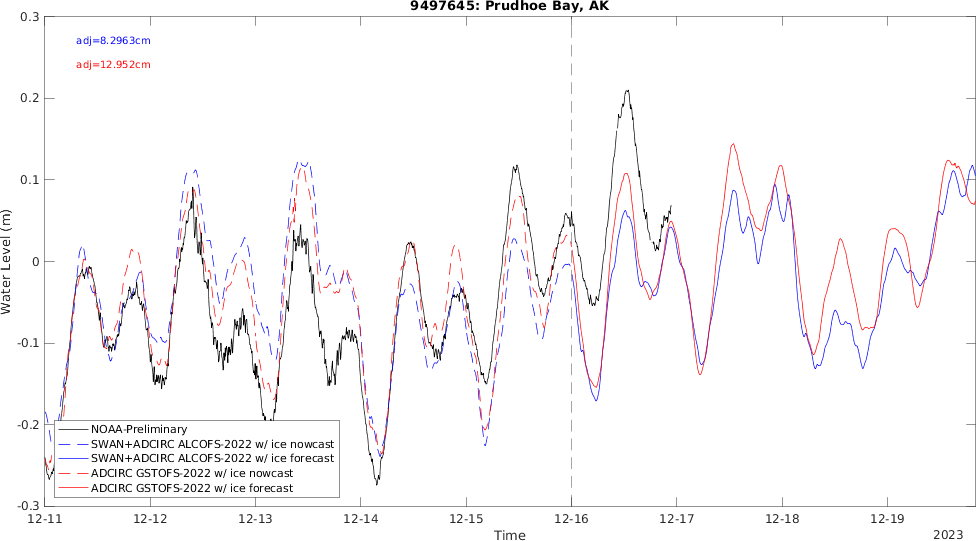 9497645: Prudhoe Bay, AK
0.3
adj=8.2963cm
adj=12.952cm
0.2
0.1
Water Level (m)
0
-0.1
-0.2
NOAA-Preliminary
SWAN+ADCIRC ALCOFS-2022 w/ ice nowcast
SWAN+ADCIRC ALCOFS-2022 w/ ice forecast
ADCIRC GSTOFS-2022 w/ ice nowcast
ADCIRC GSTOFS-2022 w/ ice forecast
-0.3
12-11 12-12 12-13 12-14 12-15 12-16 12-17 12-18 12-19
Time
2023